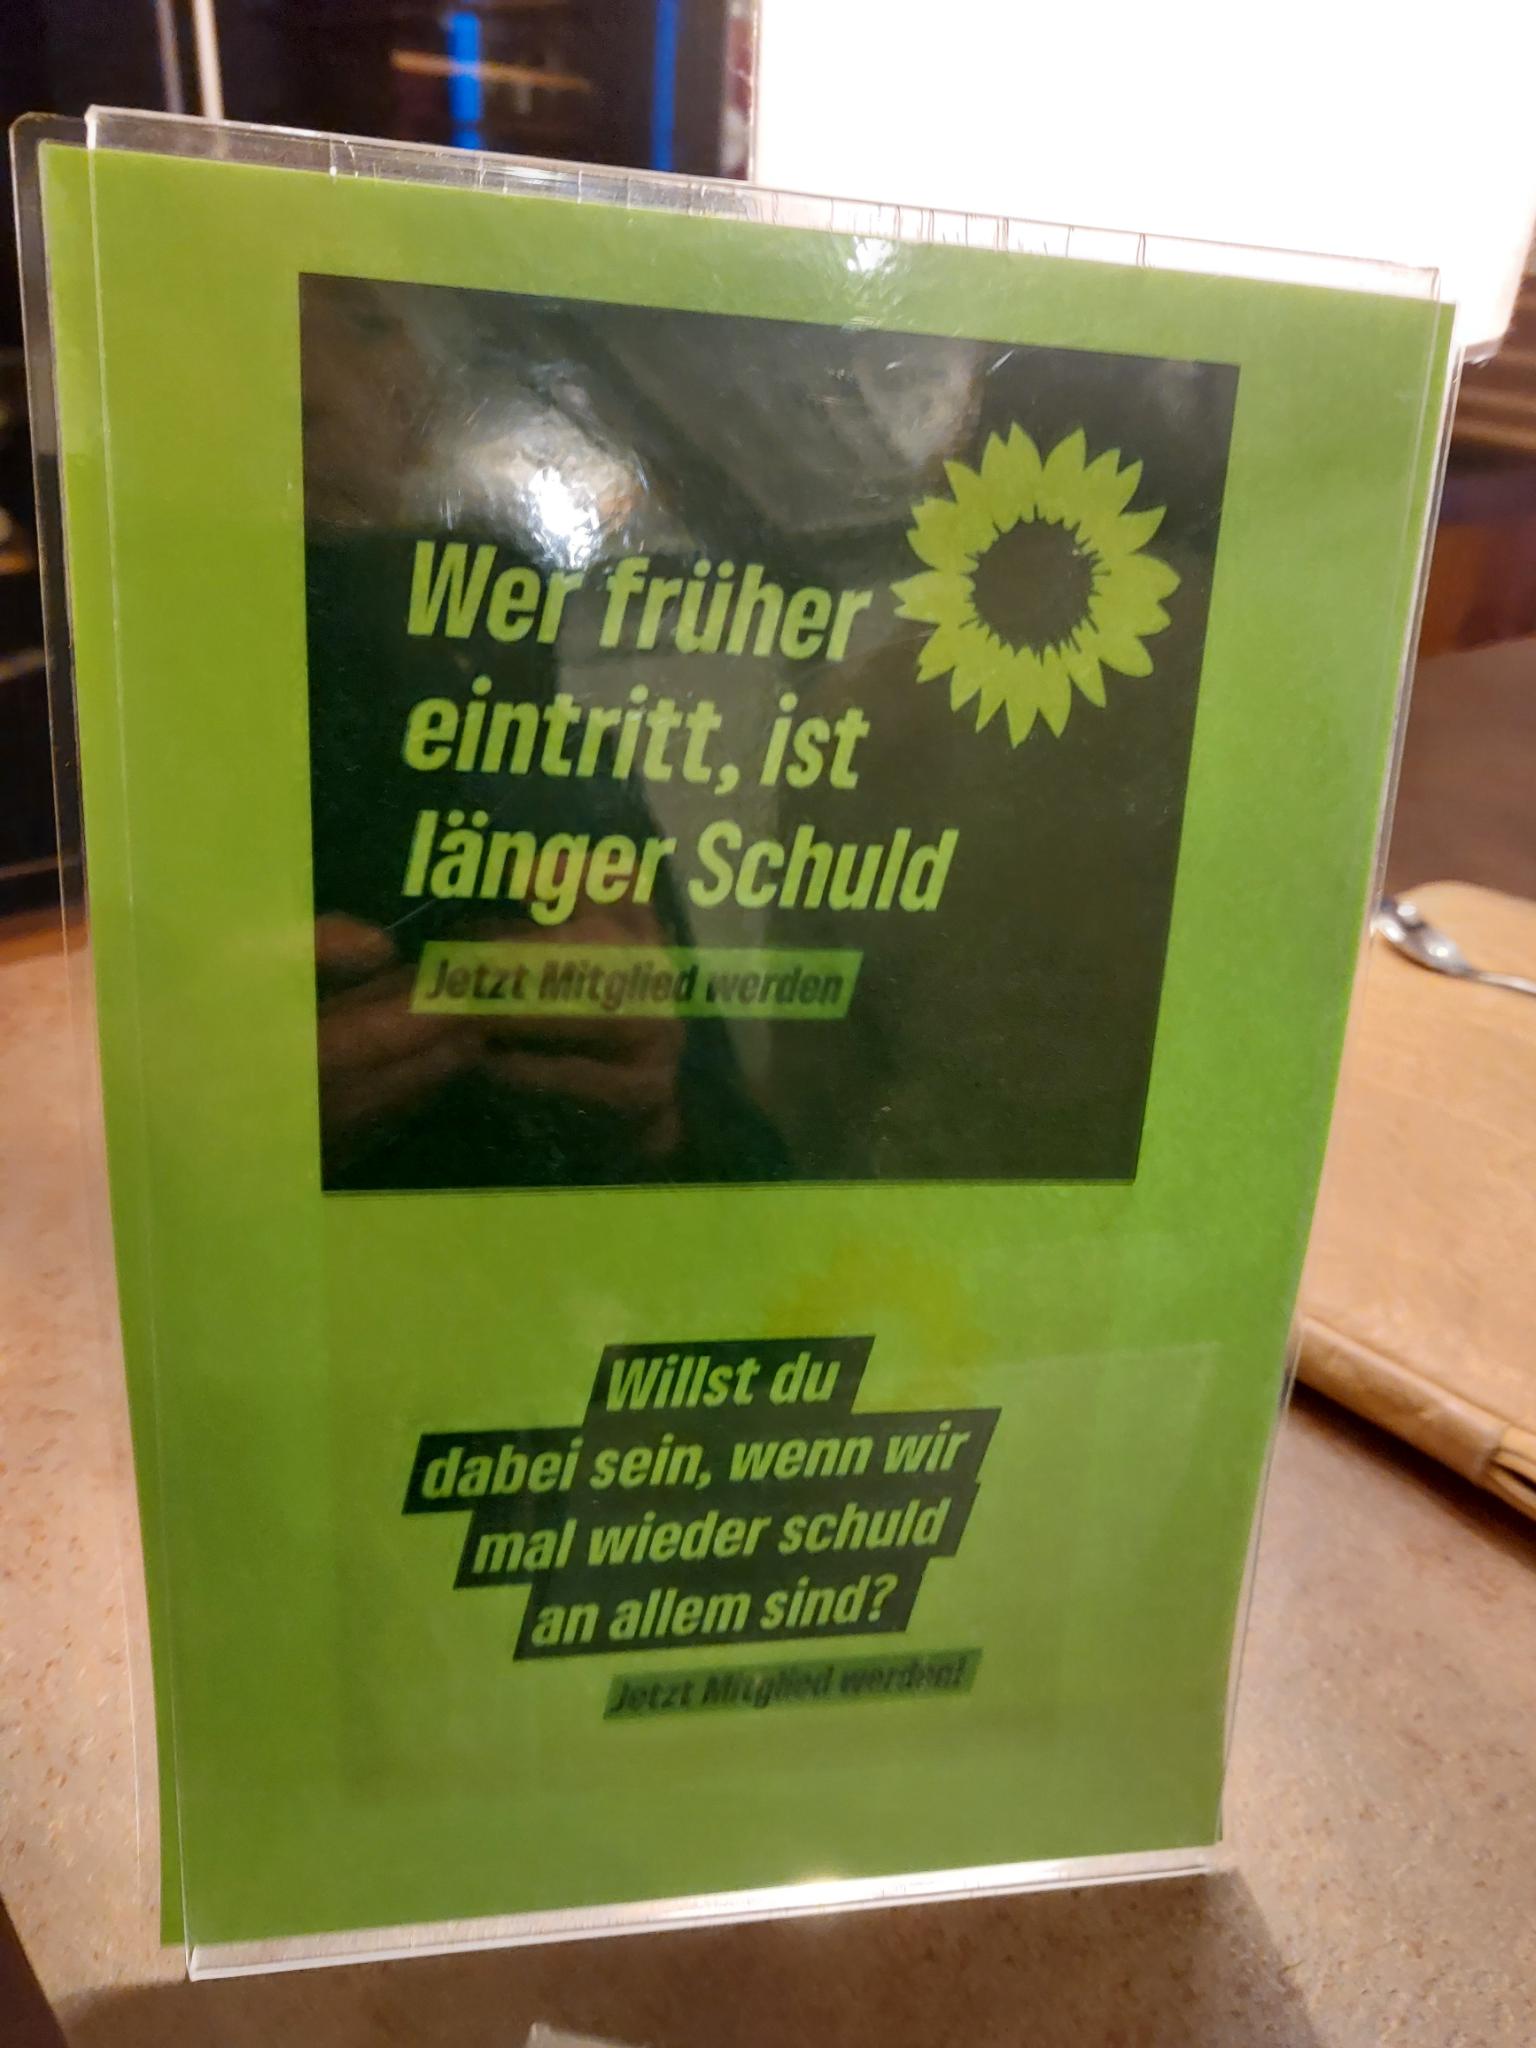 Wer früher
eintritt, ist
länger Schuld
Jetzt Mitglied werden
Willst du
dabei sein, wenn wir
mal wieder schuld
an allem sind?
Jetzt Mitglied werden!